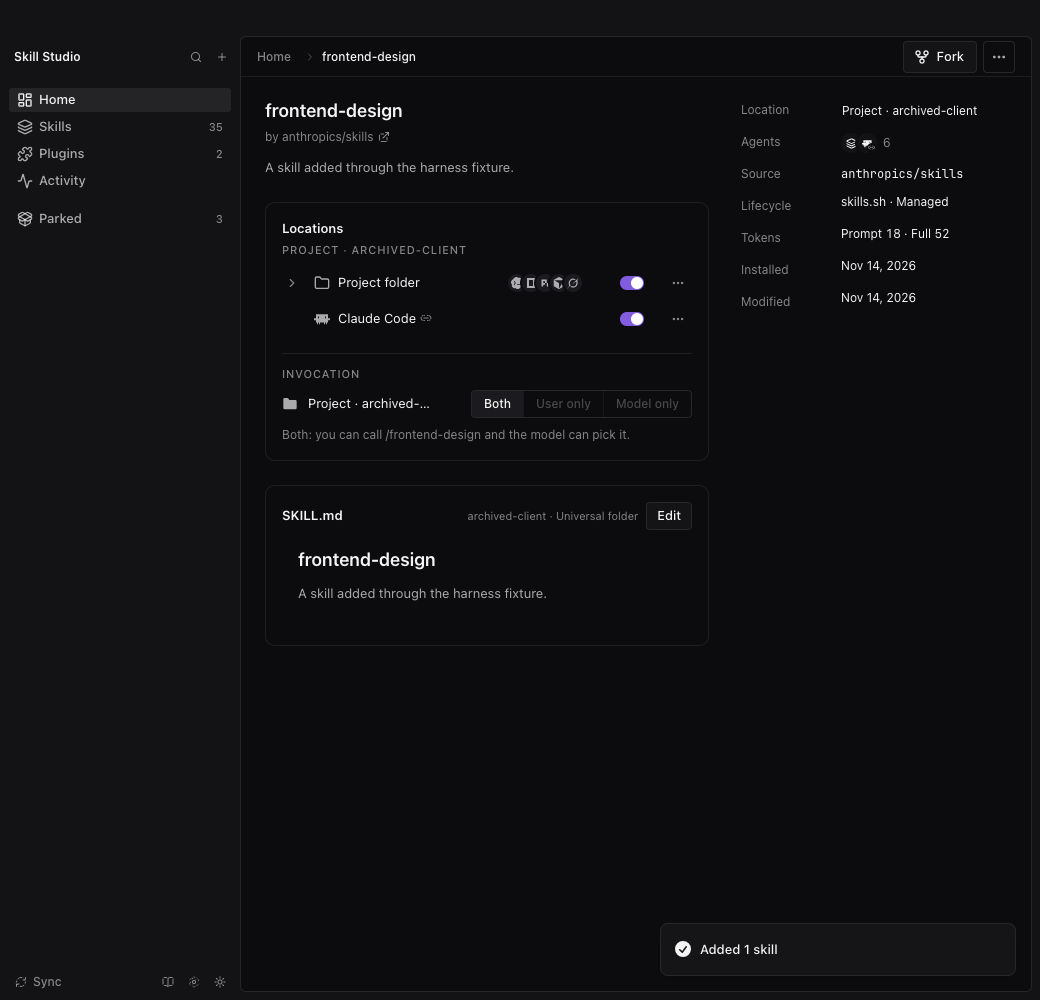 Skill Studio
Home
Skills 35
Plugins 2
Activity
Parked 3
Sync
Home frontend-design
Fork
frontend-design
by anthropics/skills
A skill added through the harness fixture.
Locations
PROJECT · ARCHIVED-CLIENT
Project folder
Claude Code
INVOCATION
Project · archived-...
Both User only Model only
Both: you can call /frontend-design and the model can pick it.
SKILL.md archived-client · Universal folder Edit
frontend-design
A skill added through the harness fixture.
Location Project · archived-client
Agents 6
Source anthropics/skills
Lifecycle skills.sh · Managed
Tokens Prompt 18 · Full 52
Installed Nov 14, 2026
Modified Nov 14, 2026
Added 1 skill